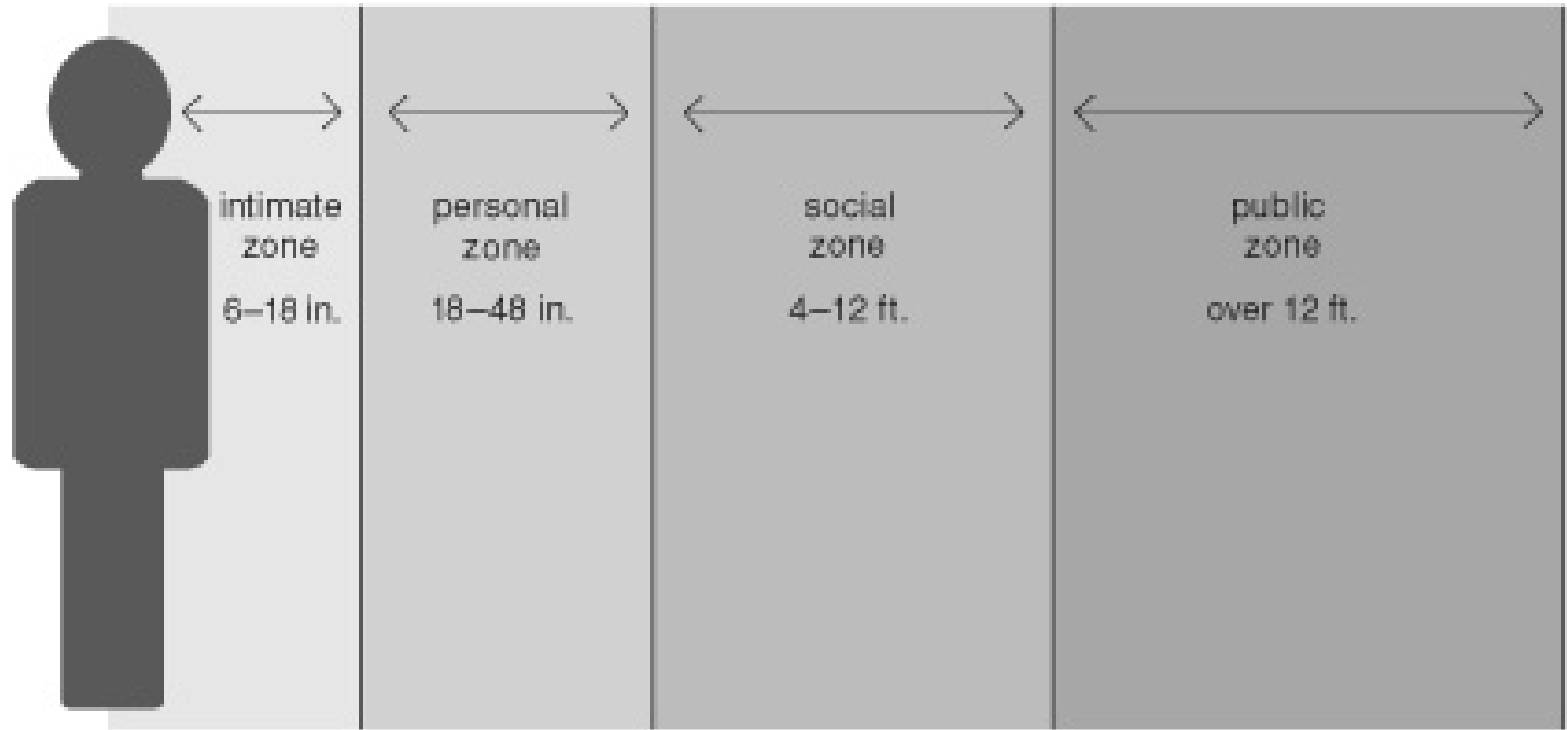 intimate
zone
6–18 in.
personal
zone
18–48 in.
social
zone
4–12 ft.
public
zone
over 12 ft.